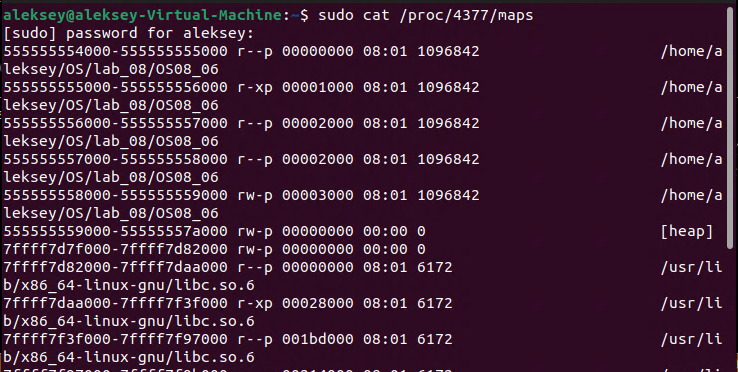 aleksey@aleksey-Virtual-Machine:~$ sudo cat /proc/4377/maps
[sudo] password for aleksey:
555555554000-555555555000 r--p 00000000 08:01 1096842 /home/a
leksey/OS/lab_08/OS08_06
555555555000-555555556000 r-xp 00001000 08:01 1096842 /home/a
leksey/OS/lab_08/OS08_06
555555556000-555555557000 r--p 00002000 08:01 1096842 /home/a
leksey/OS/lab_08/OS08_06
555555557000-555555558000 r--p 00002000 08:01 1096842 /home/a
leksey/OS/lab_08/OS08_06
555555558000-555555559000 rw-p 00003000 08:01 1096842 /home/a
leksey/OS/lab_08/OS08_06
555555559000-55555557a000 rw-p 00000000 00:00 0 [heap]
7ffff7d7f000-7ffff7d82000 rw-p 00000000 00:00 0
7ffff7d82000-7ffff7daa000 r--p 00000000 08:01 6172 /usr/li
b/x86_64-linux-gnu/libc.so.6
7ffff7daa000-7ffff7f3f000 r-xp 00028000 08:01 6172 /usr/li
b/x86_64-linux-gnu/libc.so.6
7ffff7f3f000-7ffff7f97000 r--p 001bd000 08:01 6172 /usr/li
b/x86_64-linux-gnu/libc.so.6